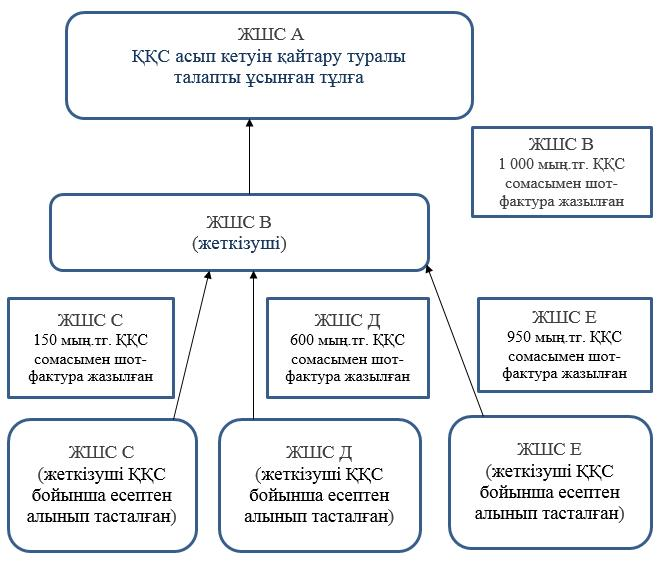 ЖШС А
ҚҚС асып кетуін қайтару туралы
талапты ұсынған тұлға
ЖШС В
1 000 мың.тг. ҚҚС
сомасымен шот-
фактура жазылған
ЖШС В
(жеткізуші)
ЖШС С
150 мың.тг. ҚҚС
сомасымен шот-
фактура жазылған
ЖШС Д
600 мың.тг. ҚҚС
сомасымен шот-
фактура жазылған
ЖШС Е
950 мың.тг. ҚҚС
сомасымен шот-
фактура жазылған
ЖШС С
(жеткізуші ҚҚС
бойынша есептен
алынып тасталған)
ЖШС Д
(жеткізуші ҚҚС
бойынша есептен
алынып тасталған)
ЖШС Е
(жеткізуші ҚҚС
бойынша есептен
алынып тасталған)